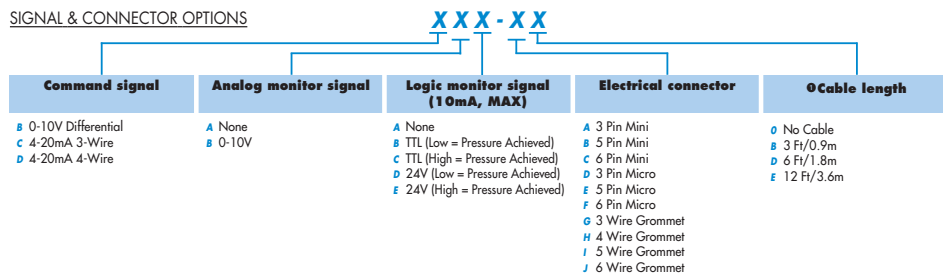 SIGNAL & CONNECTOR OPTIONS
X X X - X X
Command signal
B 0-10V Differential
C 4-20mA 3-Wire
D 4-20mA 4-Wire
Analog monitor signal
A None
B 0-10V
Logic monitor signal
(10mA, MAX)
A None
B TTL (Low = Pressure Achieved)
C TTL (High = Pressure Achieved)
D 24V (Low = Pressure Achieved)
E 24V (High = Pressure Achieved)
Electrical connector
A 3 Pin Mini
B 5 Pin Mini
C 6 Pin Mini
D 3 Pin Micro
E 5 Pin Micro
F 6 Pin Micro
G 3 Wire Grommet
H 4 Wire Grommet
I 5 Wire Grommet
J 6 Wire Grommet
❶Cable length
0 No Cable
B 3 Ft/0.9m
D 6 Ft/1.8m
E 12 Ft/3.6m